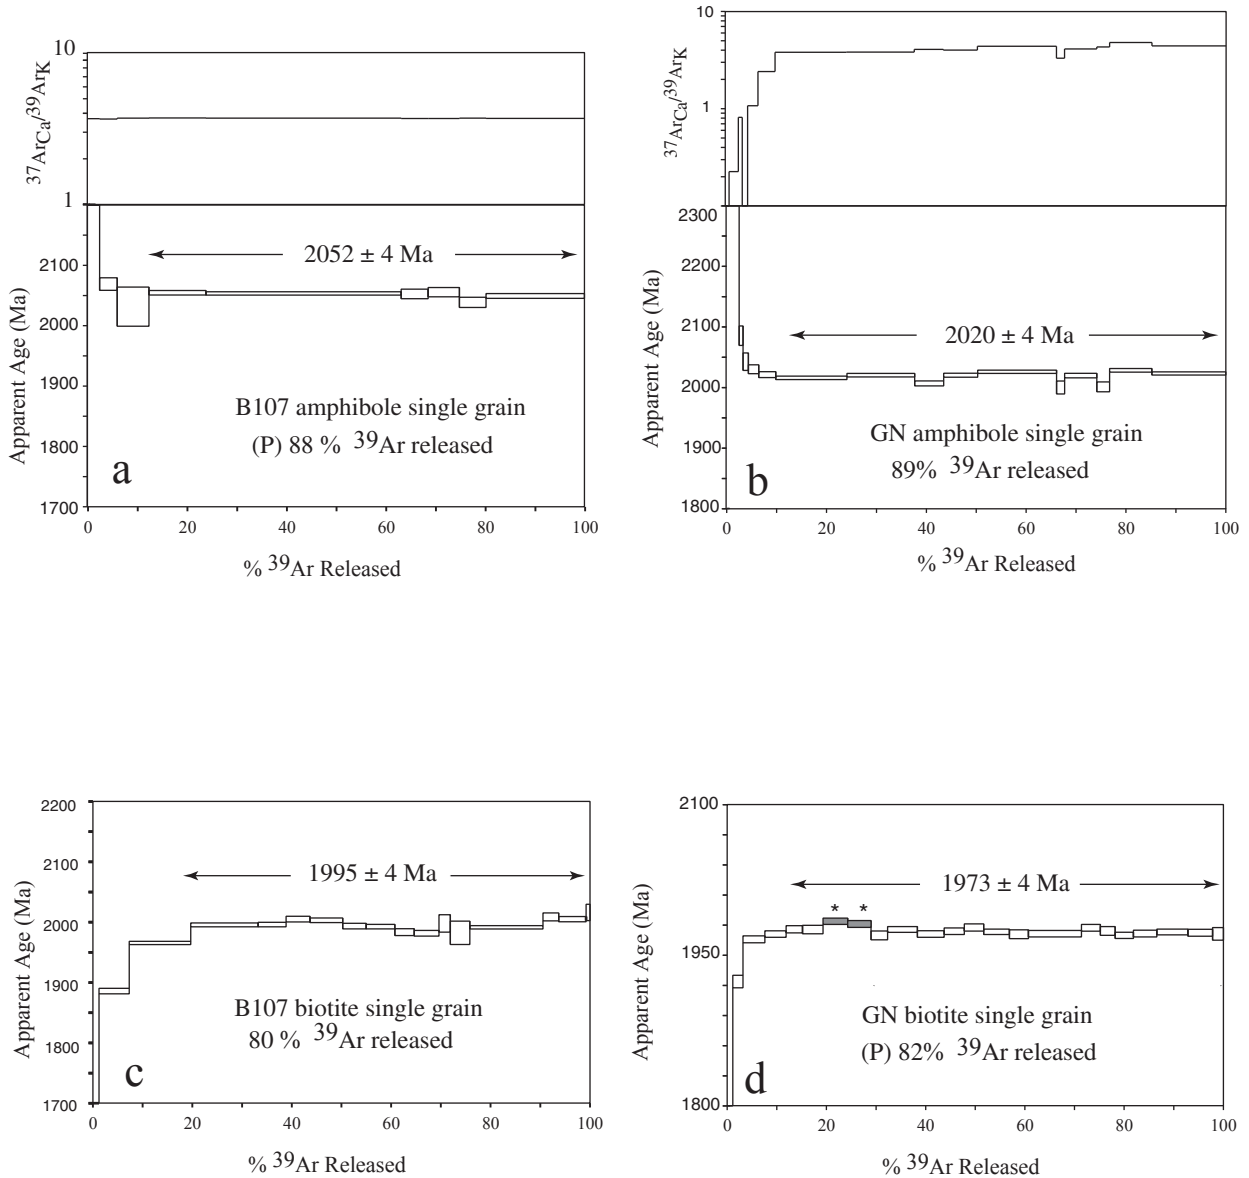 10
37ArCa/39ArK
1
2052 ± 4 Ma
2100
2000
1900
1800
1700
Apparent Age (Ma)
B107 amphibole single grain
(P) 88 % 39Ar released
a
0 20 40 60 80 100
% 39Ar Released
10
37ArCa/39ArK
1
2300
2200
2100
2000
1900
1800
Apparent Age (Ma)
2020 ± 4 Ma
GN amphibole single grain
89% 39Ar released
b
0 20 40 60 80 100
% 39Ar Released
2200
2100
2000
1900
1800
1700
Apparent Age (Ma)
1995 ± 4 Ma
B107 biotite single grain
80 % 39Ar released
c
0 20 40 60 80 100
% 39Ar Released
2100
1950
1800
Apparent Age (Ma)
1973 ± 4 Ma
* *
GN biotite single grain
(P) 82% 39Ar released
d
0 20 40 60 80 100
% 39Ar Released